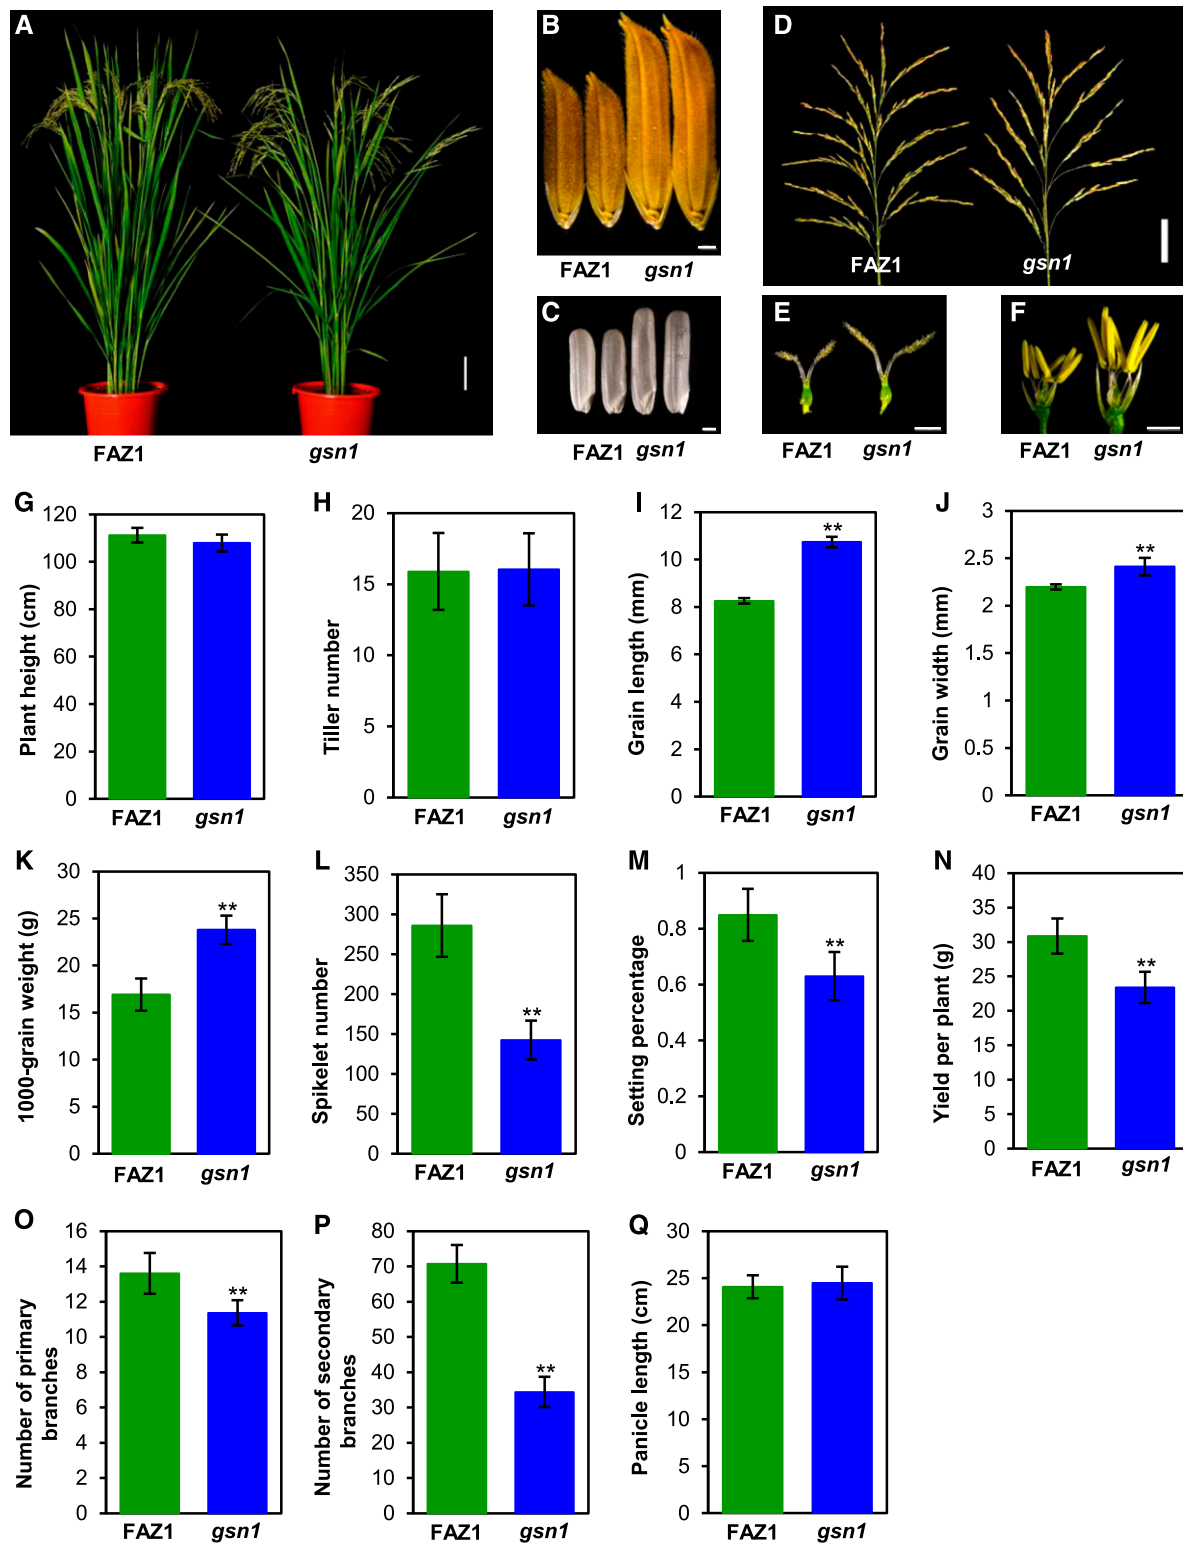 A
FAZ1
gsn1
B
FAZ1
gsn1
C
FAZ1
gsn1
D
FAZ1
gsn1
E
FAZ1
gsn1
F
FAZ1
gsn1
G
Plant height (cm)
120
100
80
60
40
20
0
FAZ1
gsn1
H
Tiller number
20
15
10
5
0
FAZ1
gsn1
I
Grain length (mm)
12
10
8
6
4
2
0
**
FAZ1
gsn1
J
Grain width (mm)
3
2.5
2
1.5
1
0.5
0
**
FAZ1
gsn1
K
1000-grain weight (g)
30
25
20
15
10
5
0
**
FAZ1
gsn1
L
Spikelet number
350
300
250
200
150
100
50
0
**
FAZ1
gsn1
M
Setting percentage
1
0.8
0.6
0.4
0.2
0
**
FAZ1
gsn1
N
Yield per plant (g)
40
35
30
25
20
15
10
5
0
**
FAZ1
gsn1
O
Number of primary
branches
16
14
12
10
8
6
4
2
0
**
FAZ1
gsn1
P
Number of secondary
branches
80
70
60
50
40
30
20
10
0
**
FAZ1
gsn1
Q
Panicle length (cm)
30
25
20
15
10
5
0
FAZ1
gsn1